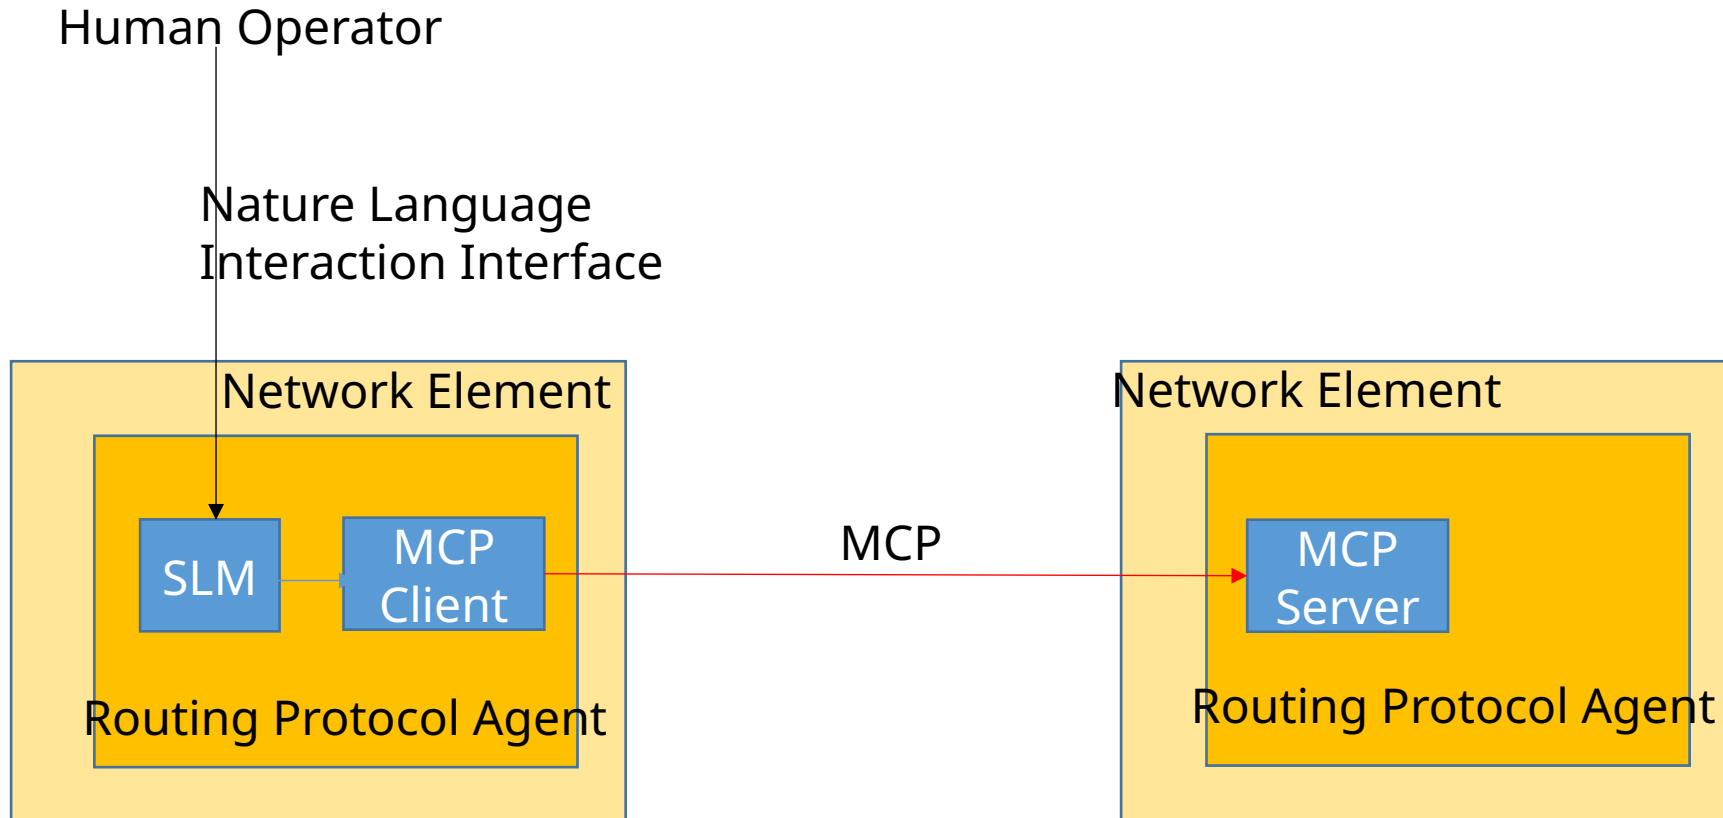 Human Operator
Nature Language
Interaction Interface
Network Element
SLM
MCP
Client
Routing Protocol Agent
MCP
Network Element
MCP
Server
Routing Protocol Agent